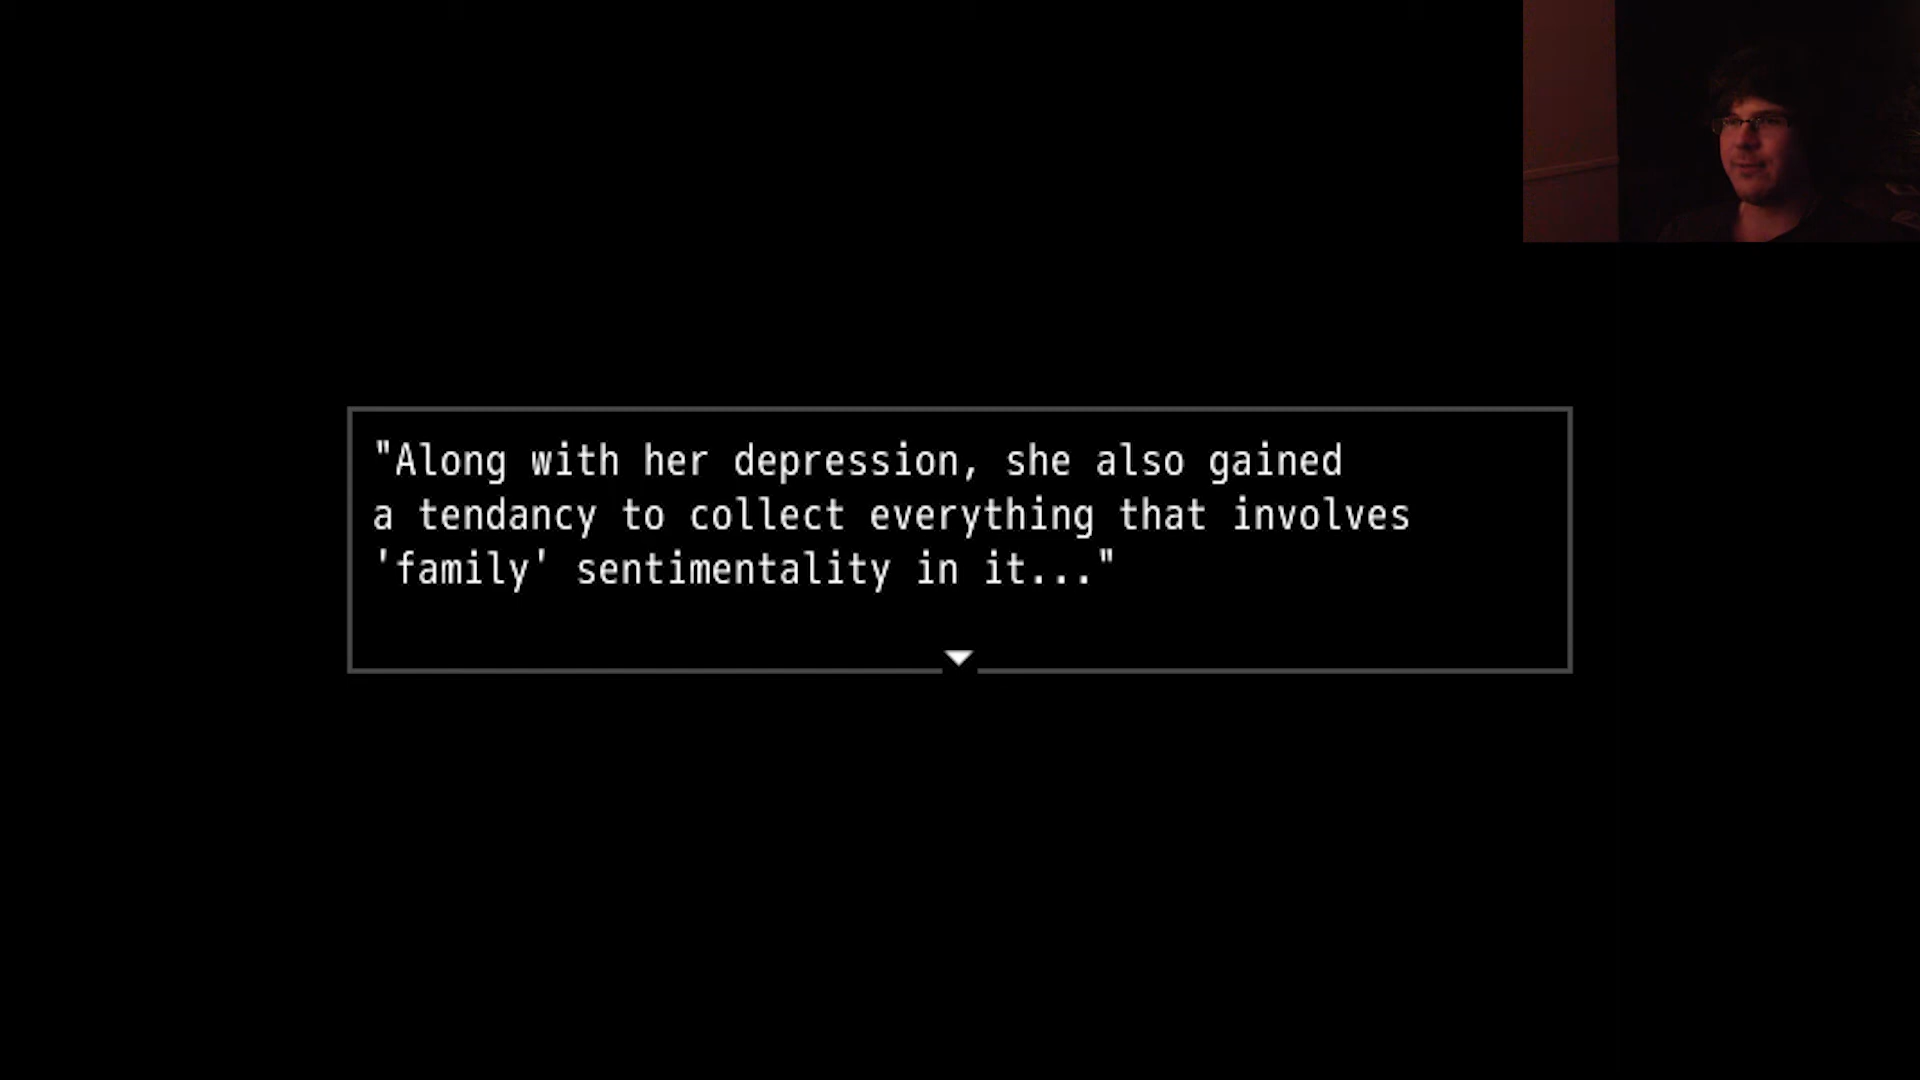 "Along with her depression, she also gained
a tendancy to collect everything that involves
'family' sentimentality in it..."